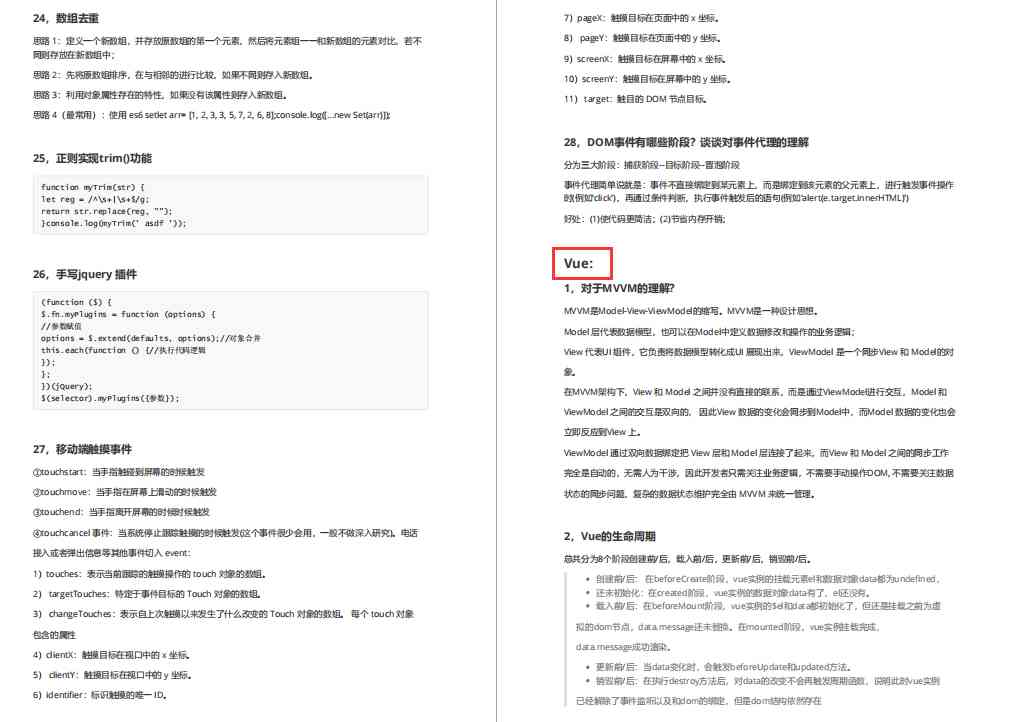 24，数组去重
思路 1：定义一个新数组，并存放原数组的第一个元素，然后将元素组一一和新数组的元素对比，若不
同则存放在新数组中；
思路 2：先将原数组排序，在与相邻的进行比较，如果不同则存入新数组。
思路 3：利用对象属性存在的特性，如果没有该属性则存入新数组。
思路 4（最常用）：使用 es6 setlet arr= [1, 2, 3, 3, 5, 7, 2, 6, 8];console.log([...new Set(arr)]);
25，正则实现trim()功能
function myTrim(str) {
let reg = /^\s+|\s+$/g;
return str.replace(reg, "");
}console.log(myTrim(' asdf '));
26，手写jquery 插件
(function ($) {
$.fn.myPlugins = function (options) {
//参数赋值
options = $.extend(defaults, options);//对象合并
this.each(function () {//执行代码逻辑
});
};
})(jQuery);
$(selector).myPlugins({参数});
27，移动端触摸事件
①touchstart：当手指触碰到屏幕的时候触发
②touchmove：当手指在屏幕上滑动的时候触发
③touchend：当手指离开屏幕的时候时候触发
④touchcancel 事件：当系统停止跟踪触摸的时候触发(这个事件很少会用，一般不做深入研究)。电话
接入或者弹出信息等其他事件切入 event：
1）touches：表示当前跟踪的触摸操作的 touch 对象的数组。
2） targetTouches：特定于事件目标的 Touch 对象的数组。
3） changeTouches：表示自上次触摸以来发生了什么改变的 Touch 对象的数组。 每个 touch 对象
包含的属性
4）clientX：触摸目标在视口中的 x 坐标。
5） clientY：触摸目标在视口中的 y 坐标。
6）identifier：标识触摸的唯一 ID。
7）pageX：触摸目标在页面中的 x 坐标。
8） pageY：触摸目标在页面中的 y 坐标。
9）screenX：触摸目标在屏幕中的 x 坐标。
10）screenY：触摸目标在屏幕中的 y 坐标。
11）target：触目的 DOM 节点目标。
28，DOM事件有哪些阶段？谈谈对事件代理的理解
分为三大阶段：捕获阶段--目标阶段--冒泡阶段
事件代理简单说就是：事件不直接绑定到某元素上，而是绑定到该元素的父元素上，进行触发事件操作
时(例如'click')，再通过条件判断，执行事件触发后的语句(例如'alert(e.target.innerHTML)')
好处：(1)使代码更简洁；(2)节省内存开销；
Vue:
1，对于MVVM的理解？
MVVM是Model-View-ViewModel的缩写。MVVM是一种设计思想。
Model 层代表数据模型，也可以在Model中定义数据修改和操作的业务逻辑；
View 代表UI 组件，它负责将数据模型转化成UI 展现出来，ViewModel 是一个同步View 和 Model的对
象。
在MVVM架构下，View 和 Model 之间并没有直接的联系，而是通过ViewModel进行交互，Model 和
ViewModel 之间的交互是双向的， 因此View 数据的变化会同步到Model中，而Model 数据的变化也会
立即反应到View 上。
ViewModel 通过双向数据绑定把 View 层和 Model 层连接了起来，而View 和 Model 之间的同步工作
完全是自动的，无需人为干涉，因此开发者只需关注业务逻辑，不需要手动操作DOM, 不需要关注数据
状态的同步问题，复杂的数据状态维护完全由 MVVM 来统一管理。
2，Vue的生命周期
总共分为8个阶段创建前/后，载入前/后，更新前/后，销毁前/后。
• 创建前/后： 在beforeCreate阶段，vue实例的挂载元素el和数据对象data都为undefined，
• 还未初始化：在created阶段，vue实例的数据对象data有了，el还没有。
• 载入前/后：在beforeMount阶段，vue实例的$el和data都初始化了，但还是挂载之前为虚
拟的dom节点，data.message还未替换。在mounted阶段，vue实例挂载完成，
data.message成功渲染。
• 更新前/后：当data变化时，会触发beforeUpdate和updated方法。
• 销毁前/后：在执行destroy方法后，对data的改变不会再触发周期函数，说明此时vue实例
已经解除了事件监听以及和dom的绑定，但是dom结构依然存在